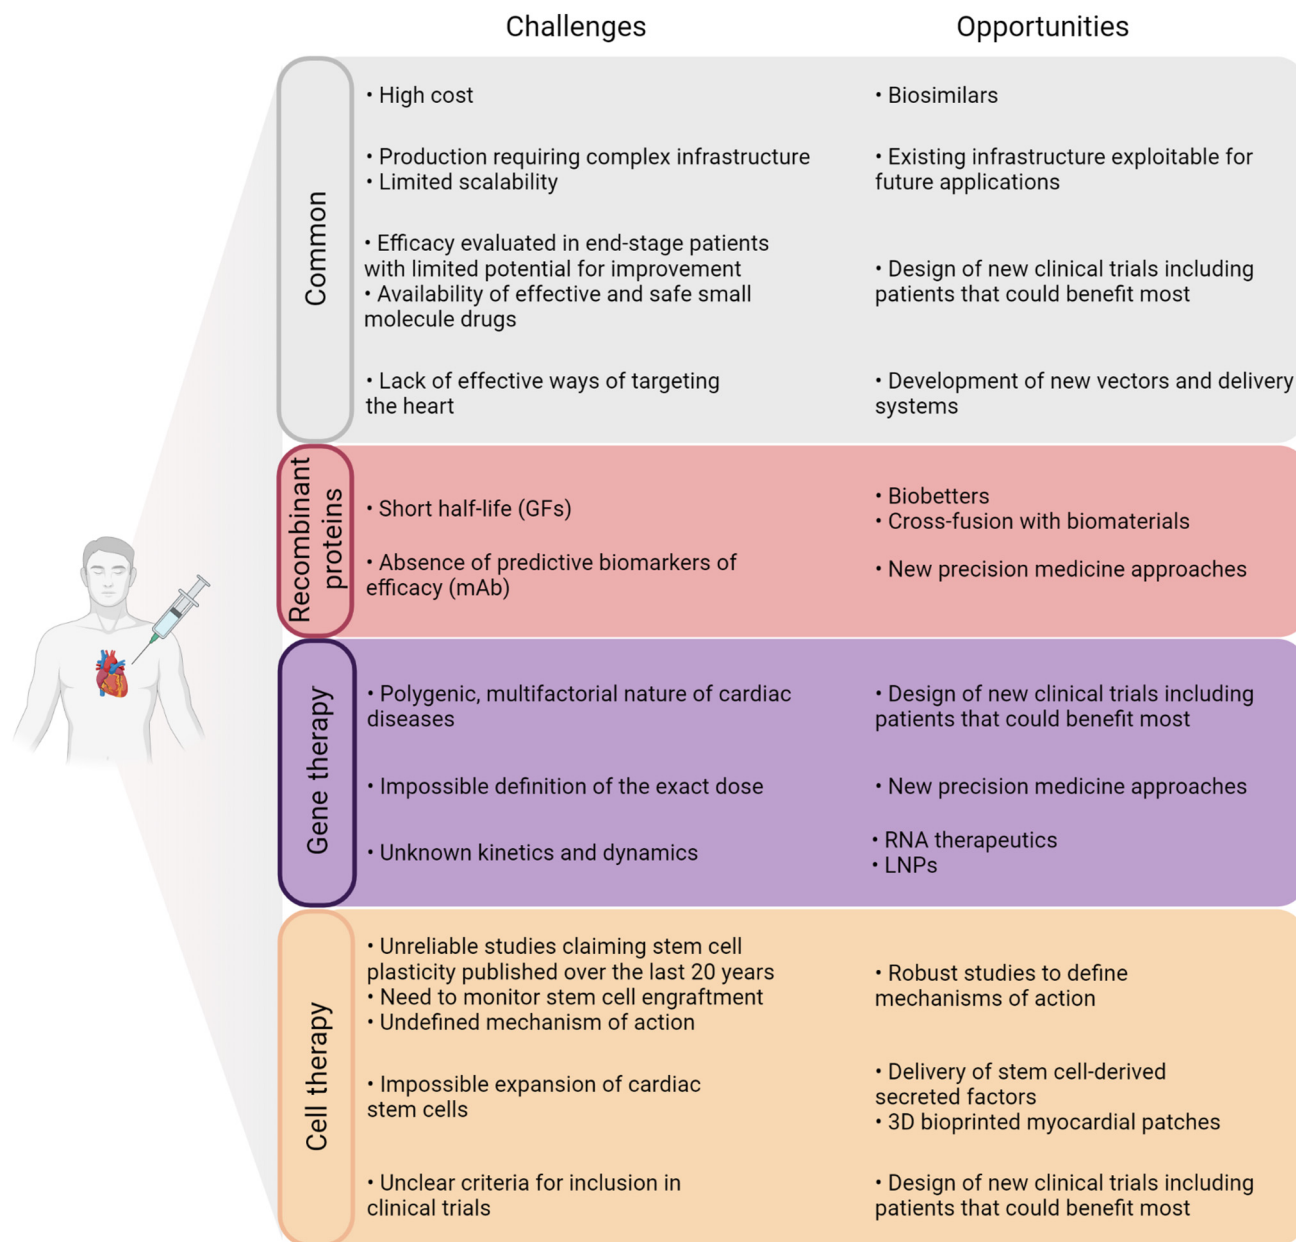 Challenges
Opportunities
Common
• High cost
• Biosimilars
• Production requiring complex infrastructure
• Limited scalability
• Existing infrastructure exploitable for
future applications
• Efficacy evaluated in end-stage patients
with limited potential for improvement
• Availability of effective and safe small
molecule drugs
• Design of new clinical trials including
patients that could benefit most
• Lack of effective ways of targeting
the heart
• Development of new vectors and delivery
systems
Recombinant
proteins
• Short half-life (GFs)
• Biobetters
• Cross-fusion with biomaterials
• Absence of predictive biomarkers of
efficacy (mAb)
• New precision medicine approaches
Gene therapy
• Polygenic, multifactorial nature of cardiac
diseases
• Design of new clinical trials including
patients that could benefit most
• Impossible definition of the exact dose
• New precision medicine approaches
• Unknown kinetics and dynamics
• RNA therapeutics
• LNPs
Cell therapy
• Unreliable studies claiming stem cell
plasticity published over the last 20 years
• Need to monitor stem cell engraftment
• Undefined mechanism of action
• Robust studies to define
mechanisms of action
• Impossible expansion of cardiac
stem cells
• Delivery of stem cell-derived
secreted factors
• 3D bioprinted myocardial patches
• Unclear criteria for inclusion in
clinical trials
• Design of new clinical trials including
patients that could benefit most